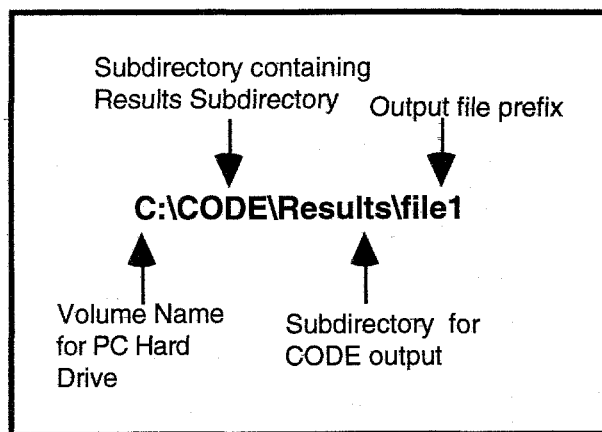 Subdirectory containing
Results Subdirectory
Output file prefix
C:\CODE\Results\file1
Volume Name
for PC Hard
Drive
Subdirectory for
CODE output